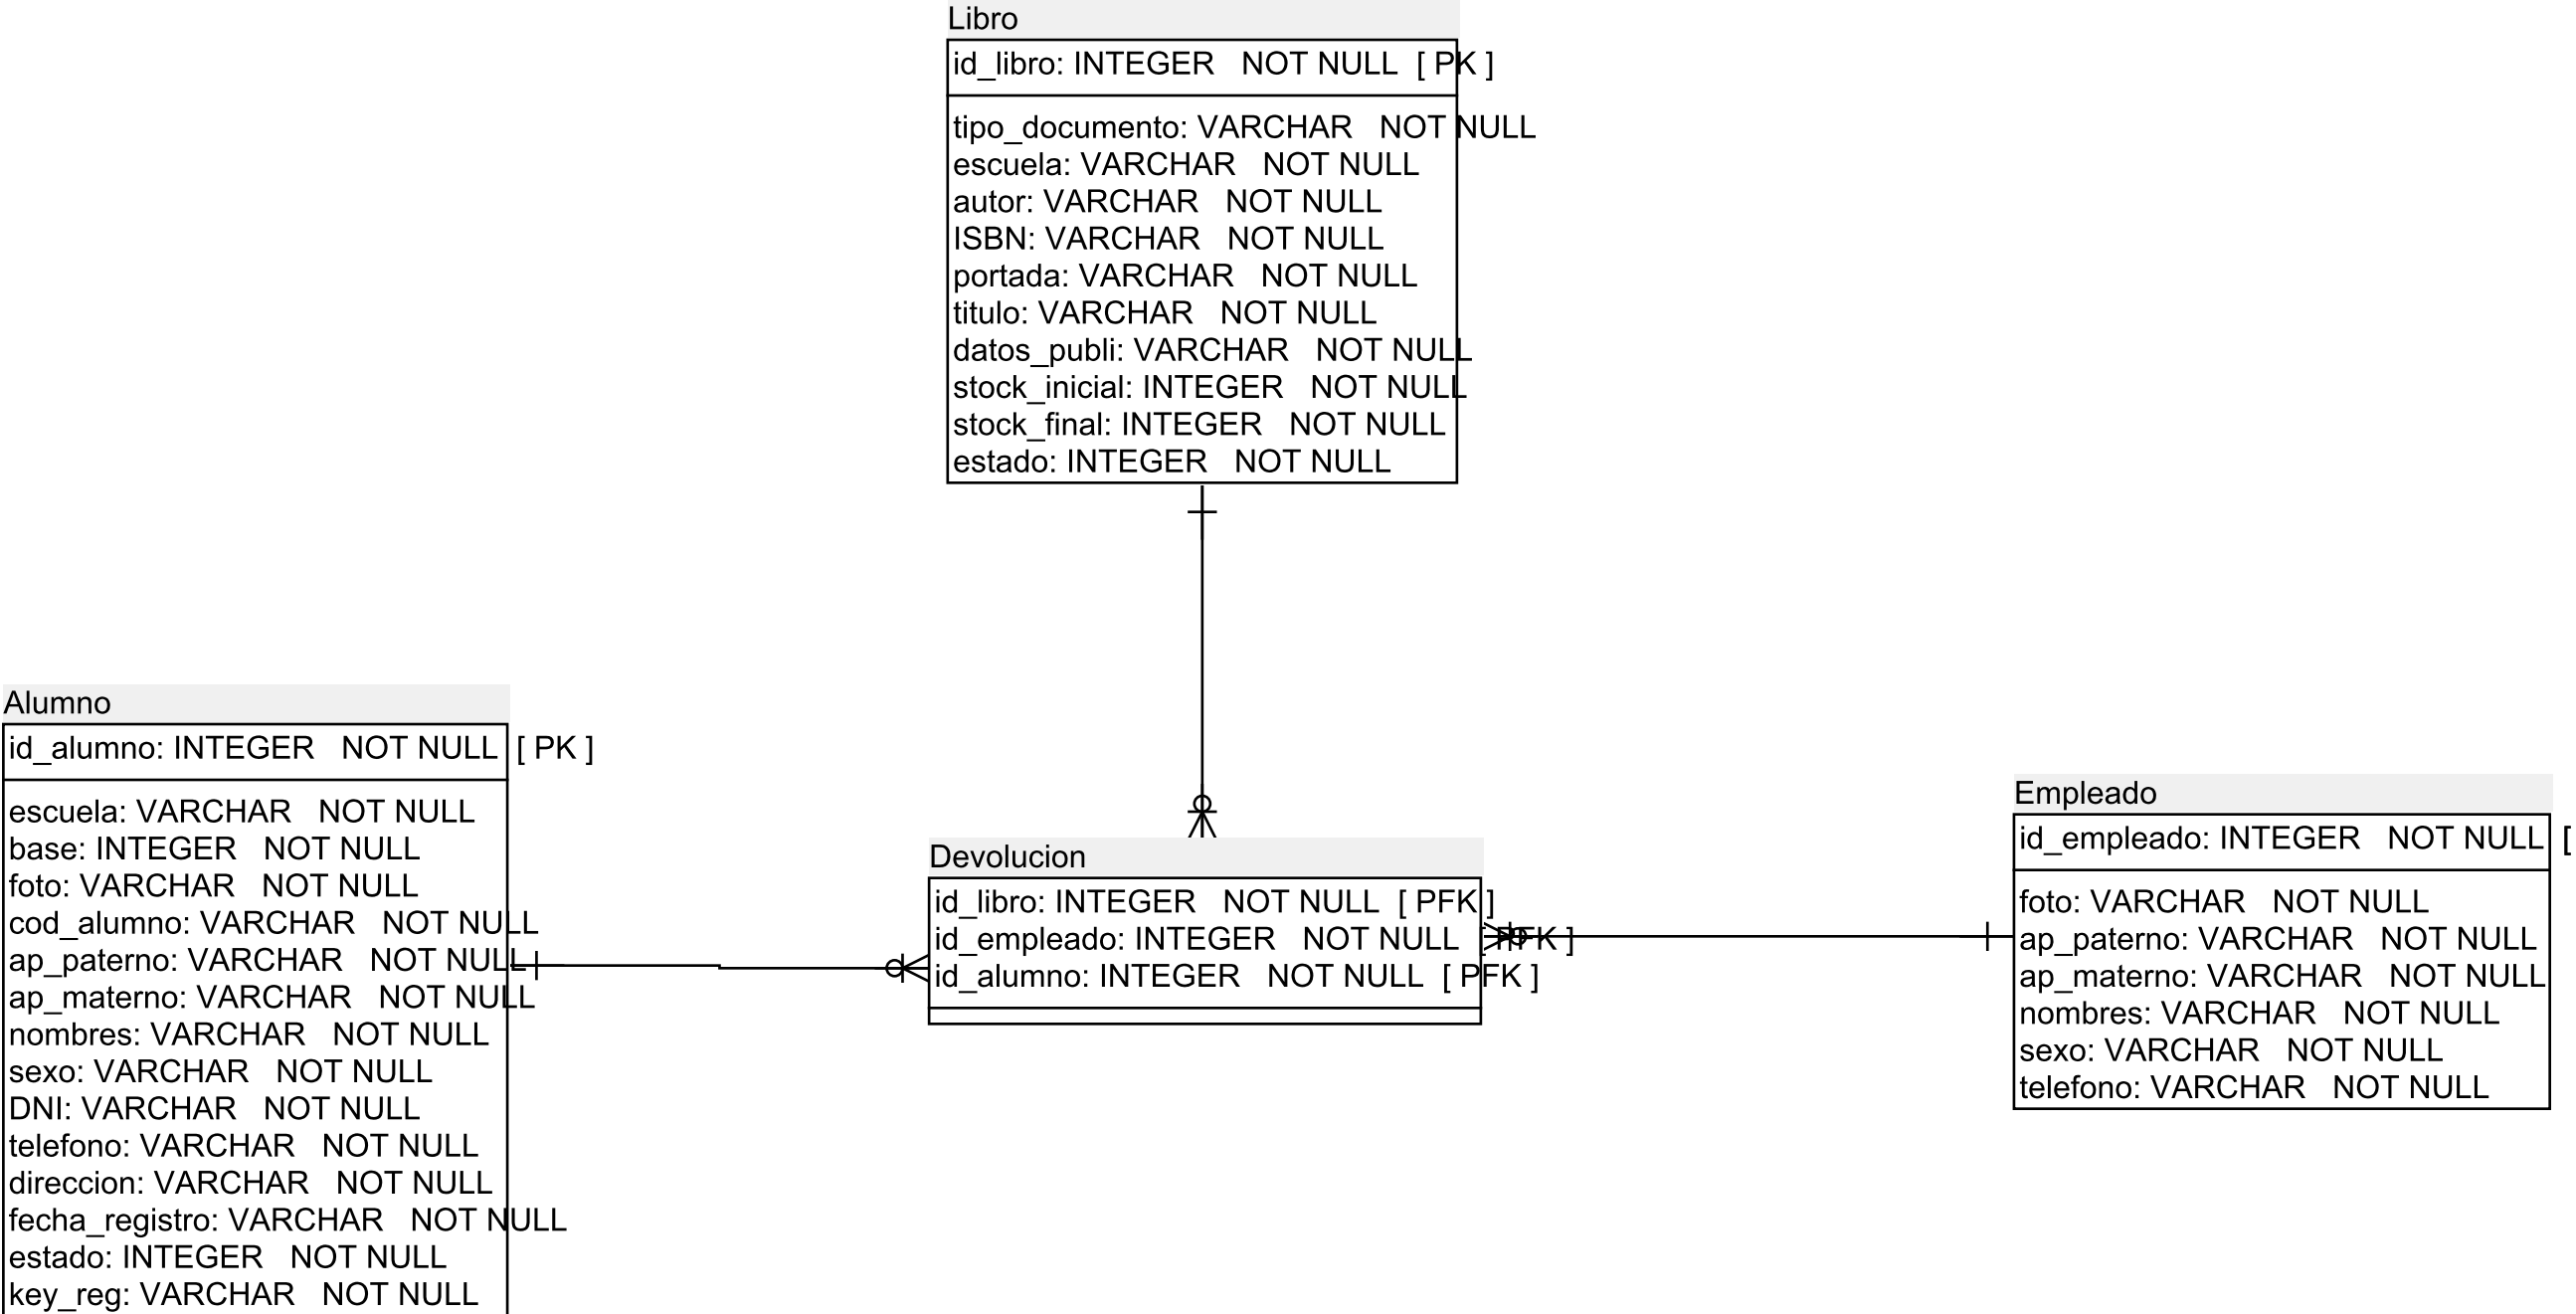 Libro
id_libro: INTEGER NOT NULL [ PK ]
tipo_documento: VARCHAR NOT NULL
escuela: VARCHAR NOT NULL
autor: VARCHAR NOT NULL
ISBN: VARCHAR NOT NULL
portada: VARCHAR NOT NULL
titulo: VARCHAR NOT NULL
datos_publi: VARCHAR NOT NULL
stock_inicial: INTEGER NOT NULL
stock_final: INTEGER NOT NULL
estado: INTEGER NOT NULL
Alumno
id_alumno: INTEGER NOT NULL [ PK ]
escuela: VARCHAR NOT NULL
base: INTEGER NOT NULL
foto: VARCHAR NOT NULL
cod_alumno: VARCHAR NOT NULL
ap_paterno: VARCHAR NOT NULL
ap_materno: VARCHAR NOT NULL
nombres: VARCHAR NOT NULL
sexo: VARCHAR NOT NULL
DNI: VARCHAR NOT NULL
telefono: VARCHAR NOT NULL
direccion: VARCHAR NOT NULL
fecha_registro: VARCHAR NOT NULL
estado: INTEGER NOT NULL
key_reg: VARCHAR NOT NULL
Devolucion
id_libro: INTEGER NOT NULL [ PFK ]
id_empleado: INTEGER NOT NULL [ PFK ]
id_alumno: INTEGER NOT NULL [ PFK ]
Empleado
id_empleado: INTEGER NOT NULL [
foto: VARCHAR NOT NULL
ap_paterno: VARCHAR NOT NULL
ap_materno: VARCHAR NOT NULL
nombres: VARCHAR NOT NULL
sexo: VARCHAR NOT NULL
telefono: VARCHAR NOT NULL